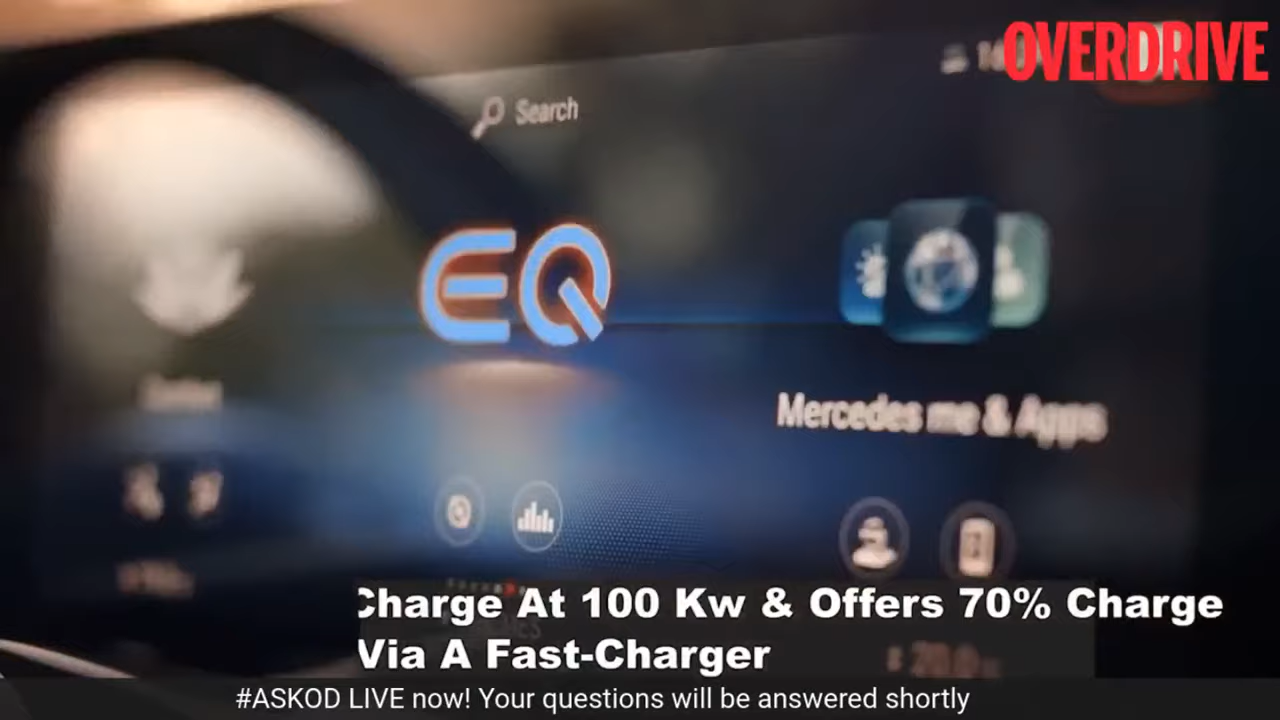 OVERDRIVE
Search
EQ
Mercedes me & Apps
Charge At 100 Kw & Offers 70% Charge
Via A Fast-Charger
#ASKOD LIVE now! Your questions will be answered shortly